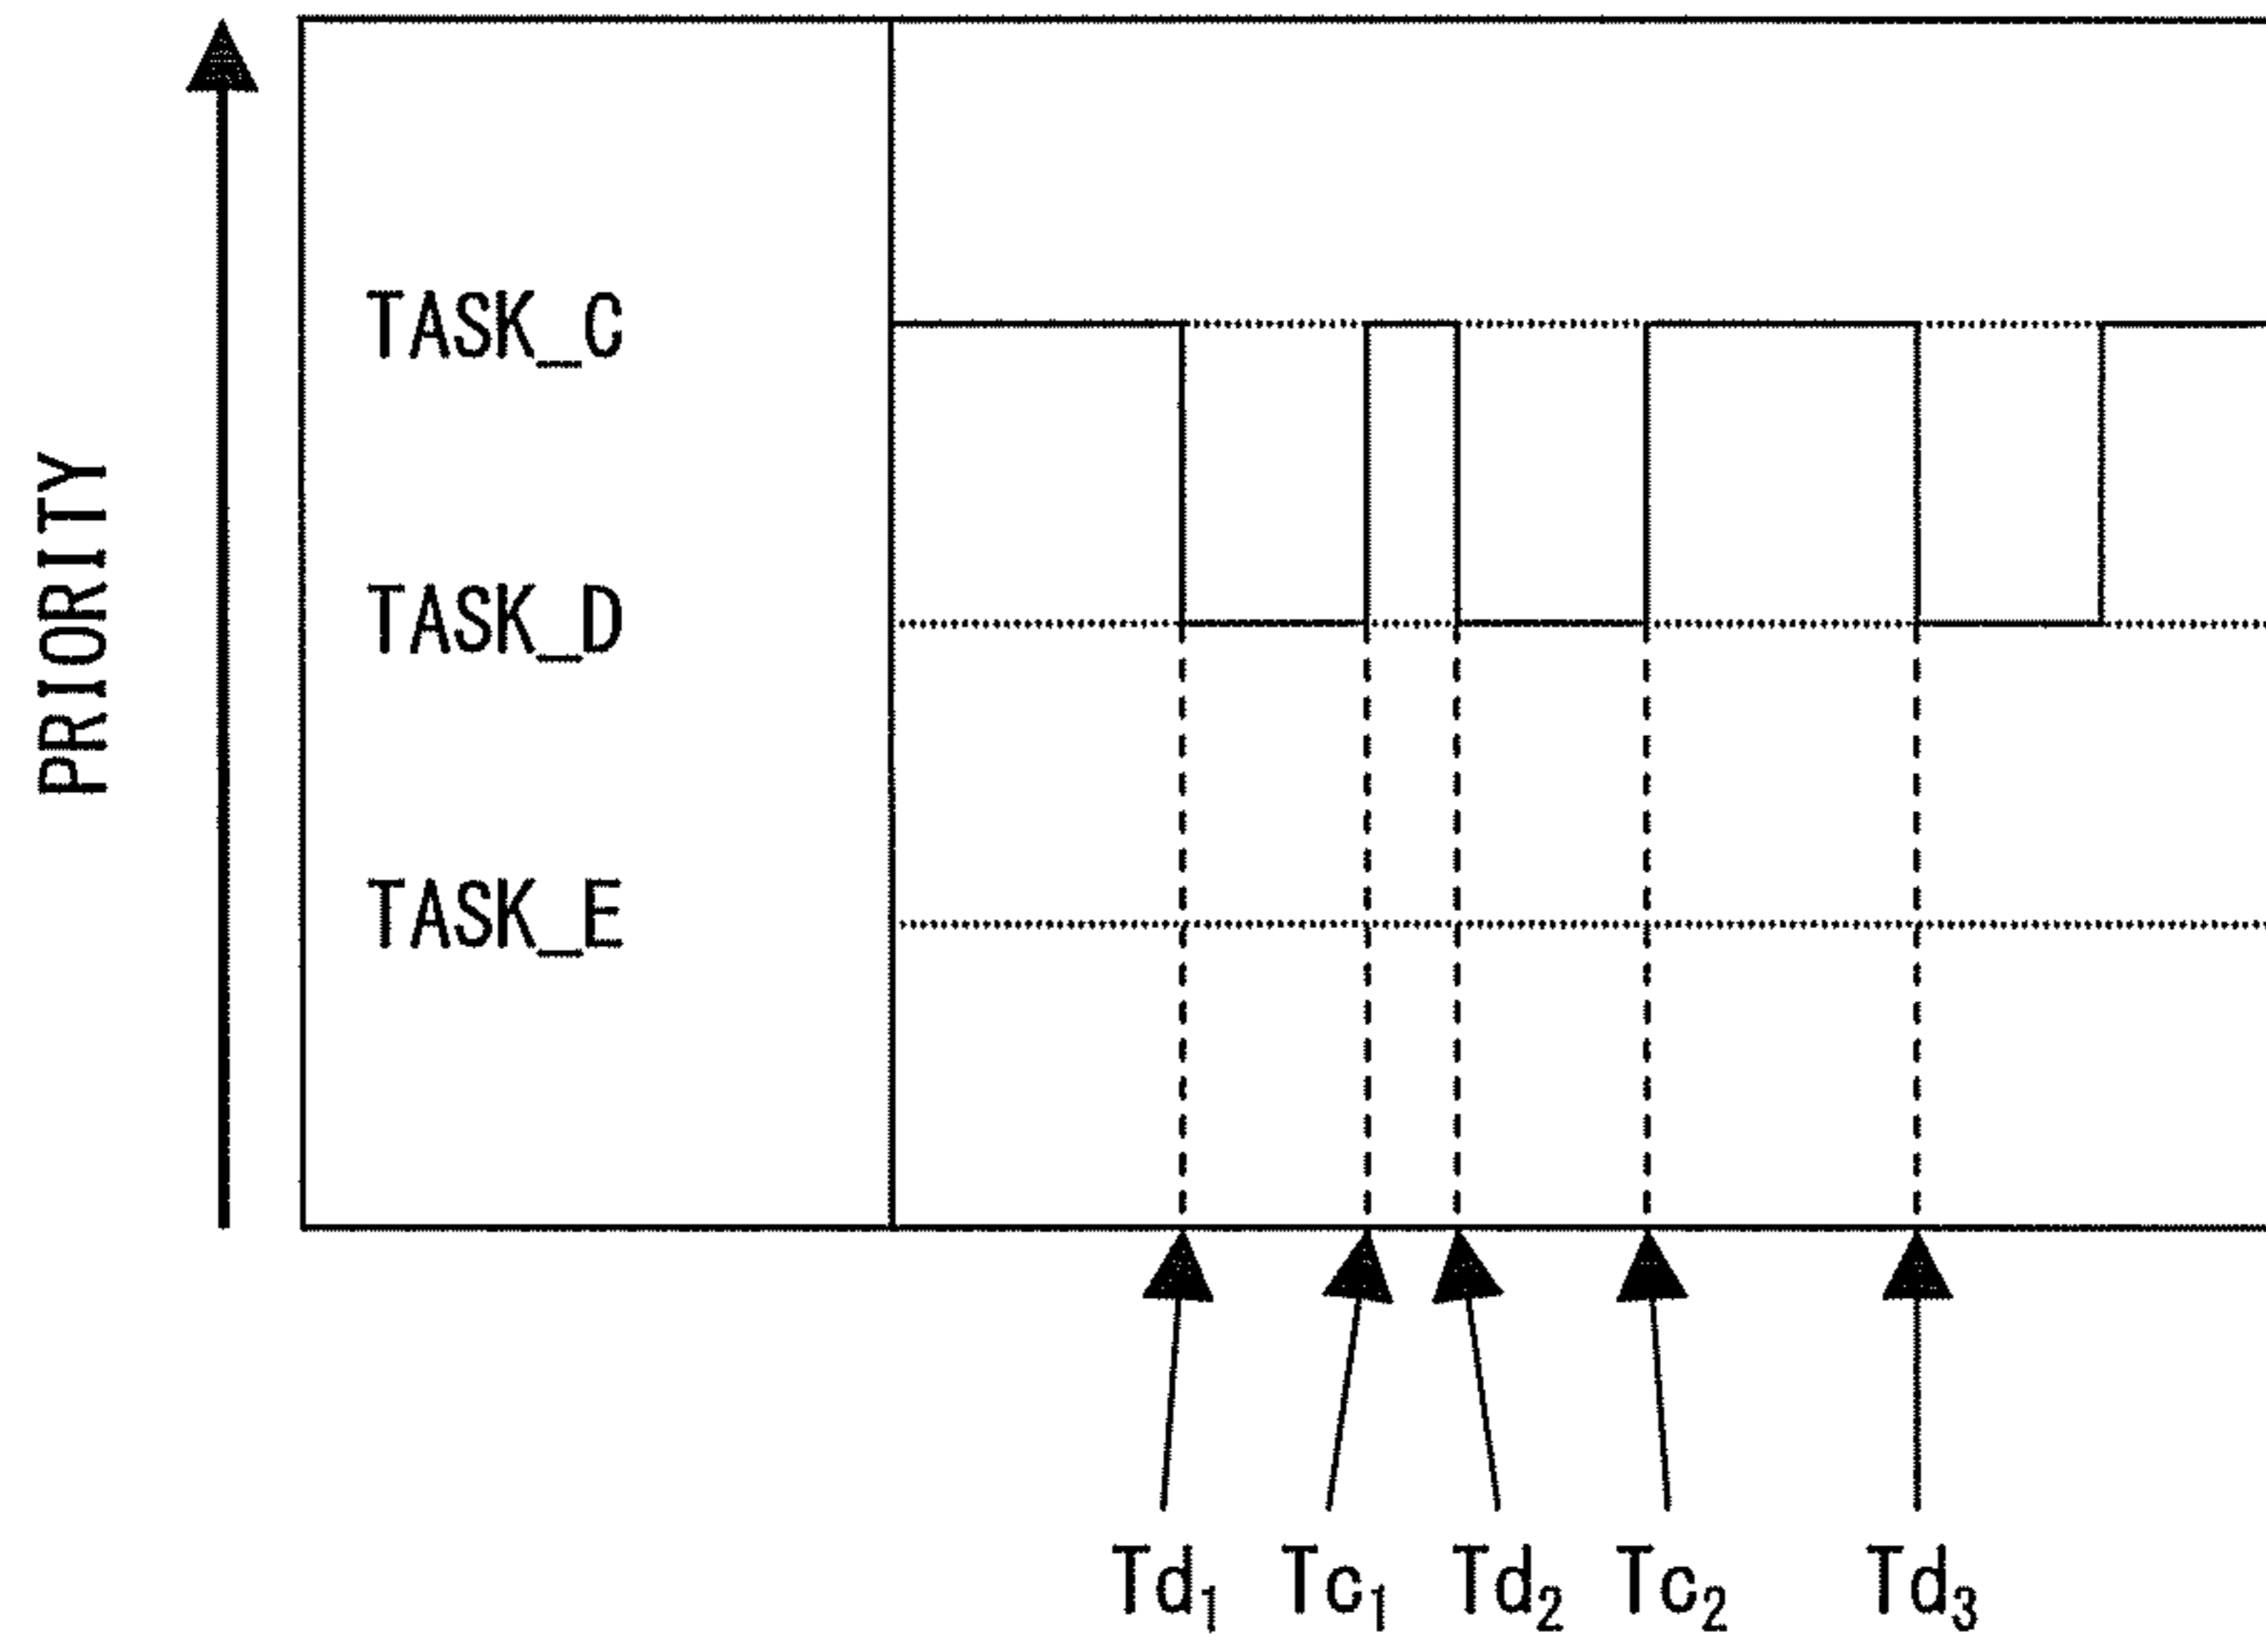 PRIORITY
TASK_C
TASK_D
TASK_E
Td₁ Tc₁ Td₂ Tc₂ Td₃